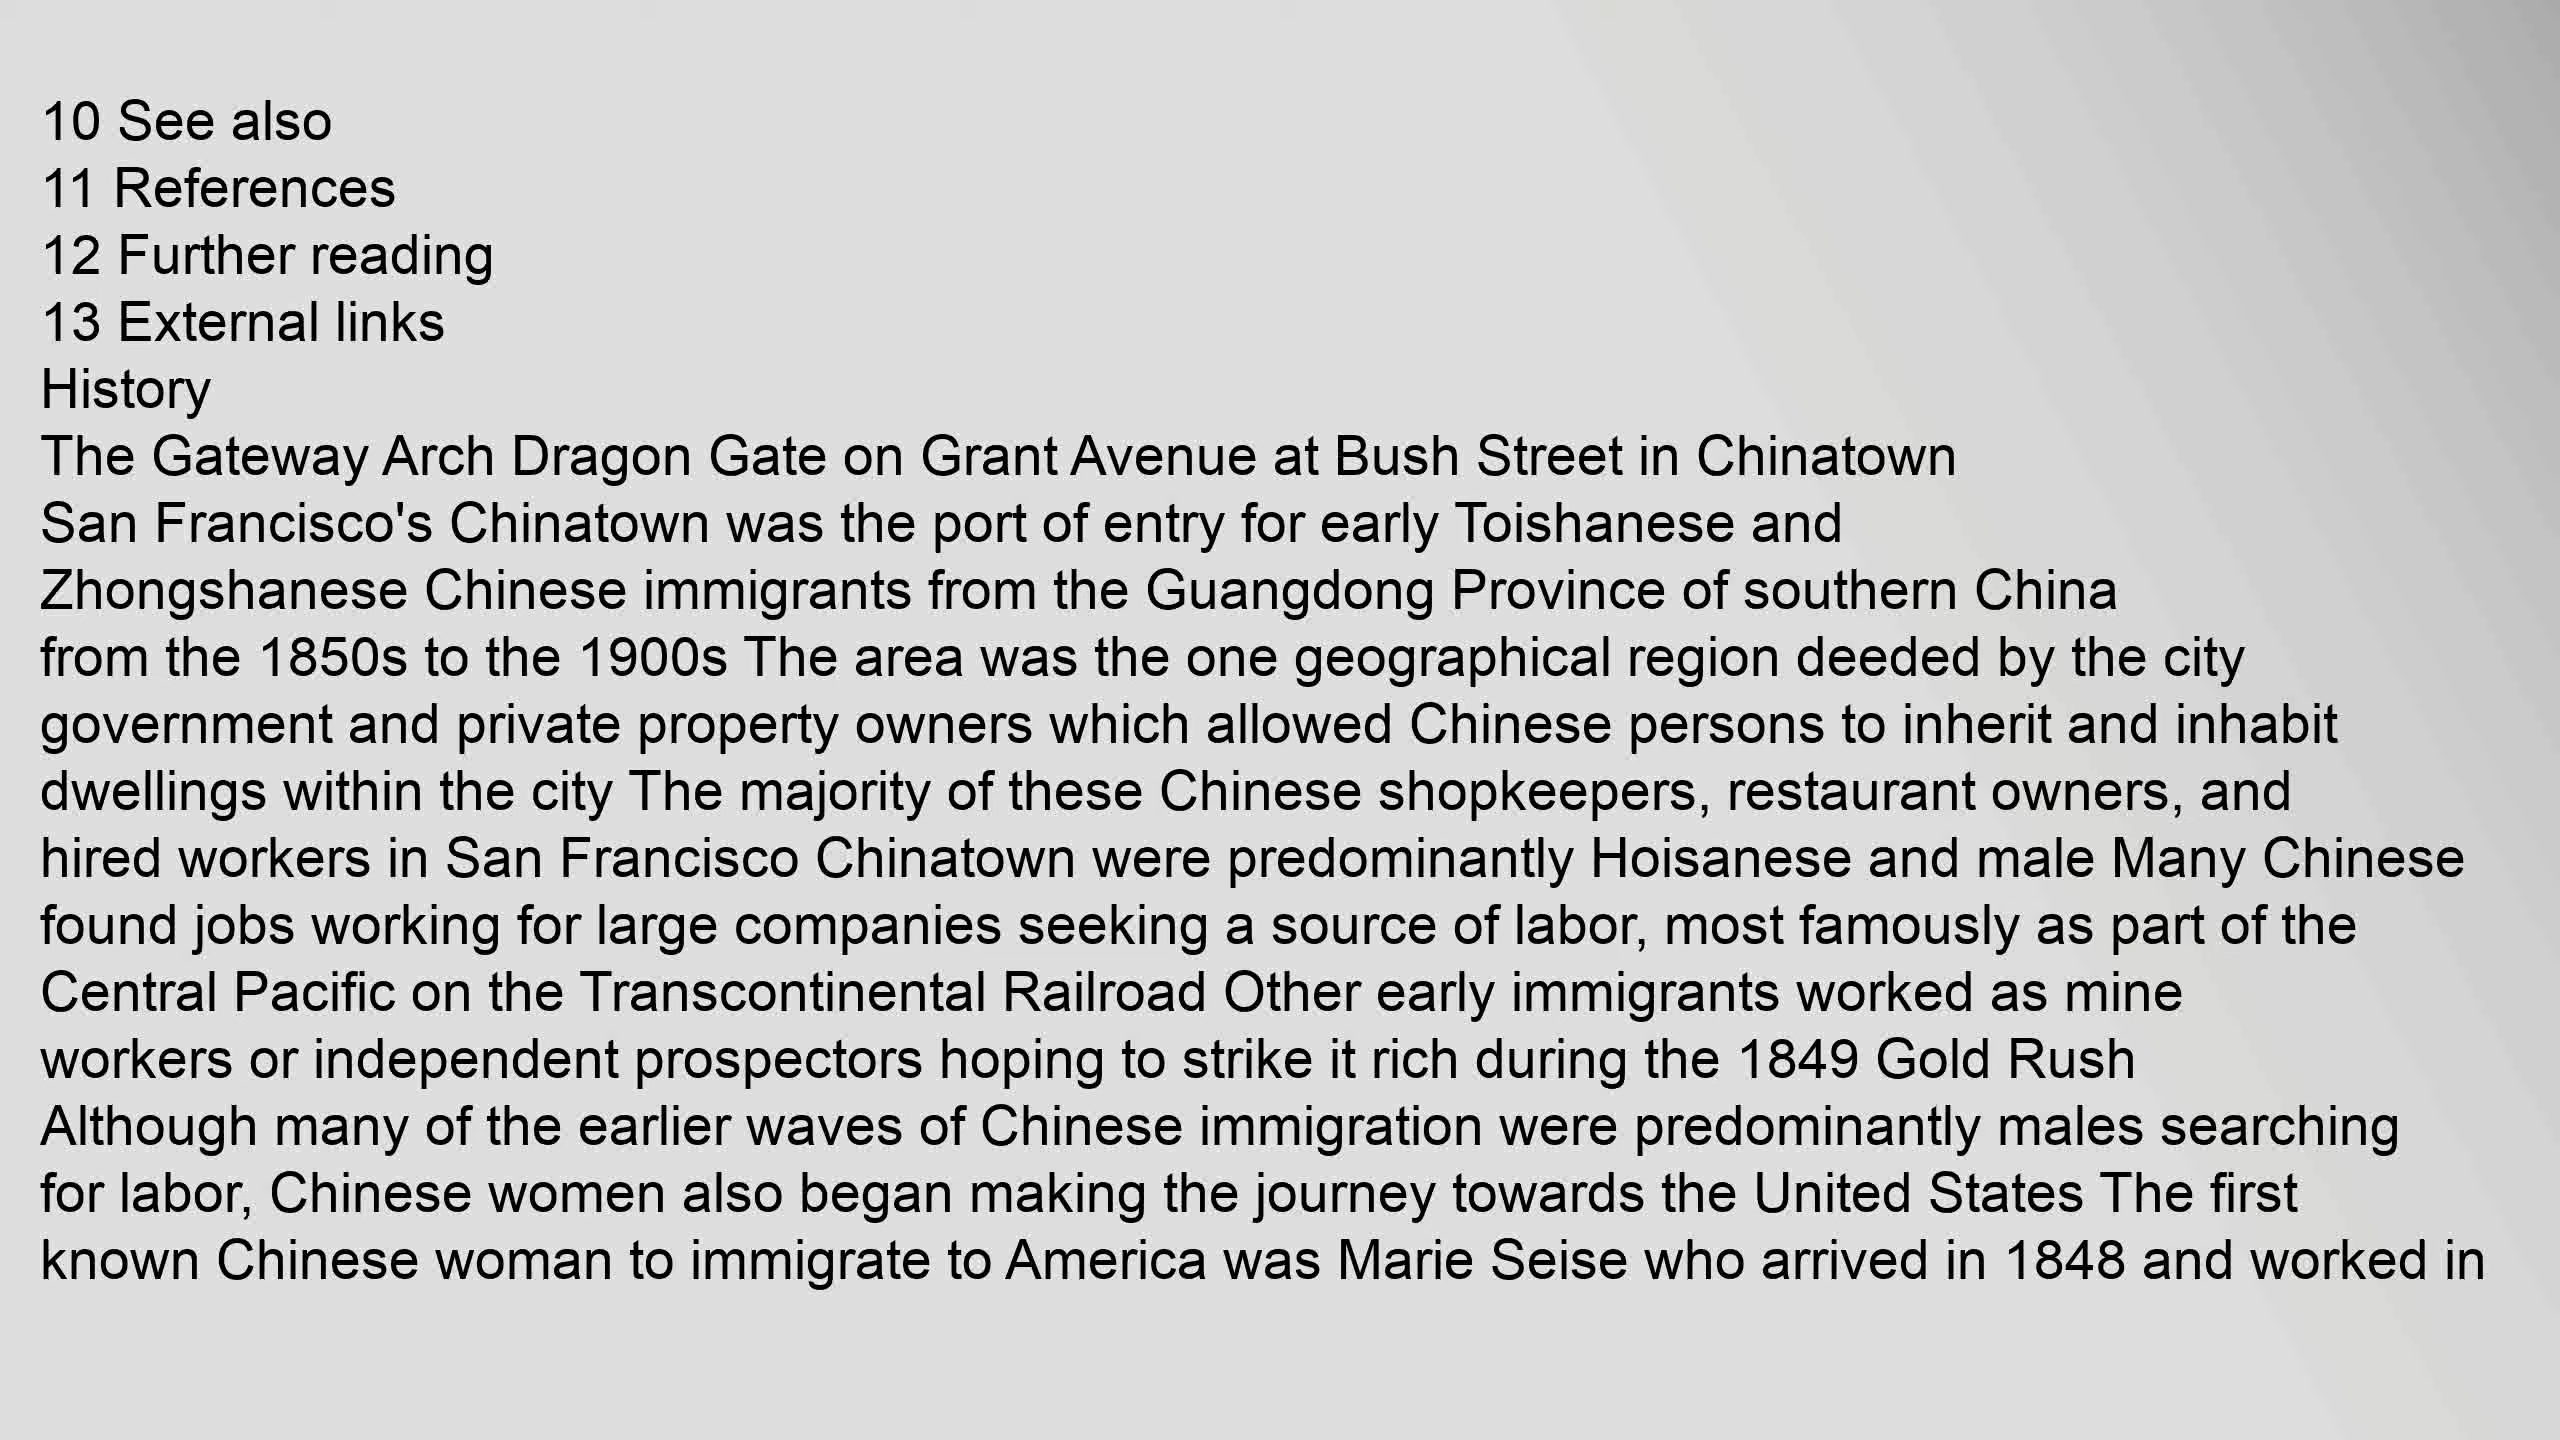 10 See also
11 References
12 Further reading
13 External links
History
The Gateway Arch Dragon Gate on Grant Avenue at Bush Street in Chinatown
San Francisco's Chinatown was the port of entry for early Toishanese and
Zhongshanese Chinese immigrants from the Guangdong Province of southern China
from the 1850s to the 1900s The area was the one geographical region deeded by the city
government and private property owners which allowed Chinese persons to inherit and inhabit
dwellings within the city The majority of these Chinese shopkeepers, restaurant owners, and
hired workers in San Francisco Chinatown were predominantly Hoisanese and male Many Chinese
found jobs working for large companies seeking a source of labor, most famously as part of the
Central Pacific on the Transcontinental Railroad Other early immigrants worked as mine
workers or independent prospectors hoping to strike it rich during the 1849 Gold Rush
Although many of the earlier waves of Chinese immigration were predominantly males searching
for labor, Chinese women also began making the journey towards the United States The first
known Chinese woman to immigrate to America was Marie Seise who arrived in 1848 and worked in